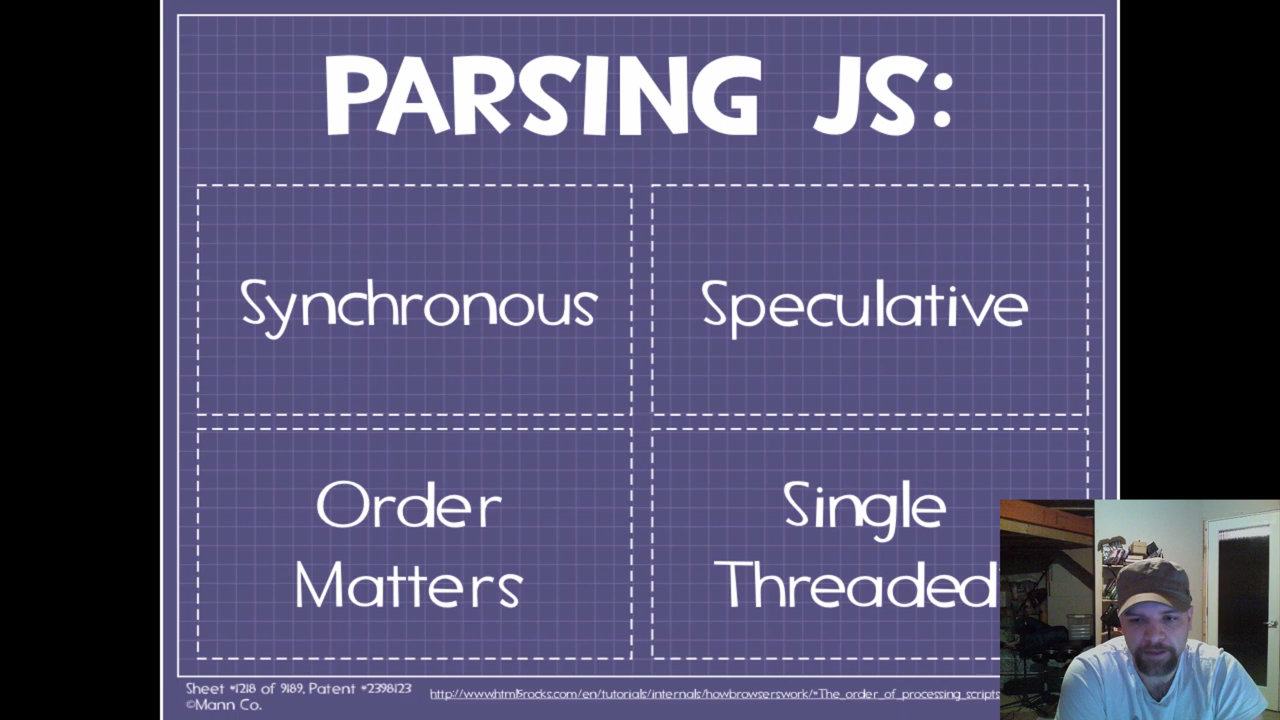 PARSING JS:
Synchronous
Speculative
Order
Matters
Single
Threaded
Sheet #1218 of 9189, Patent #2398123
©Mann Co.
http://www.html5rocks.com/en/tutorials/internals/howbrowserswork/#The_order_of_processing_scripts